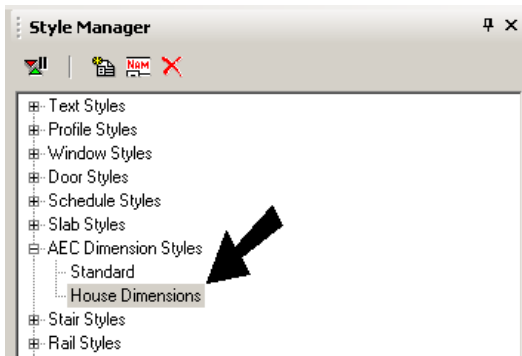 Style Manager
NAM
Text Styles
Profile Styles
Window Styles
Door Styles
Schedule Styles
Slab Styles
AEC Dimension Styles
Standard
House Dimensions
Stair Styles
Rail Styles